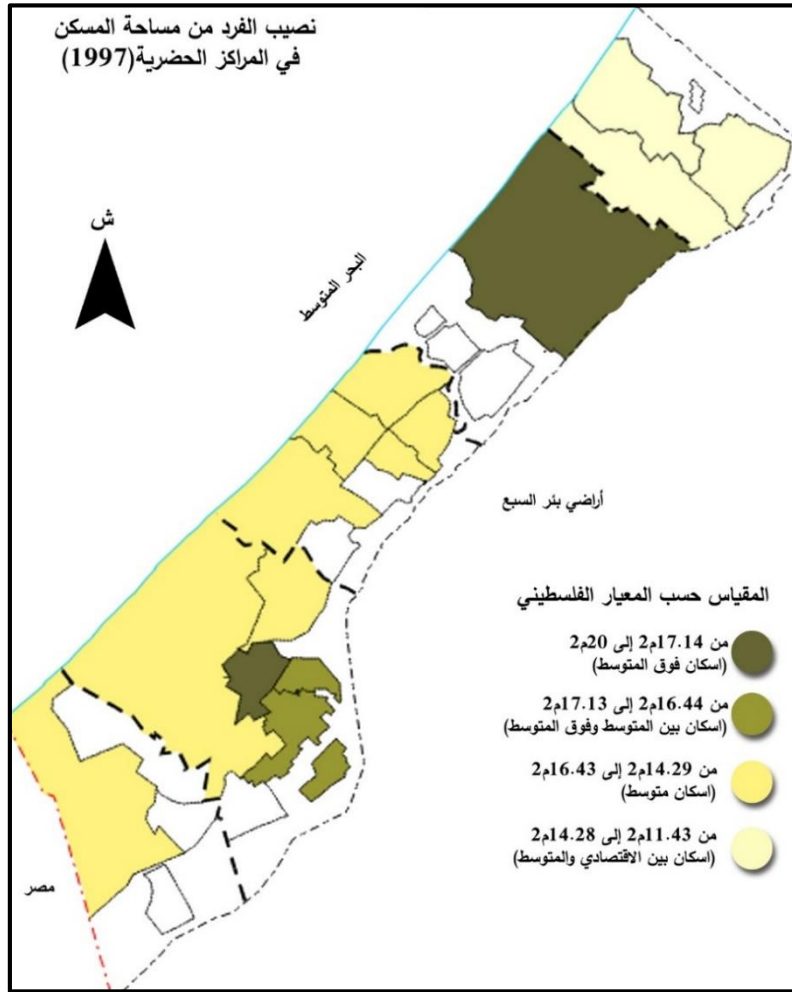 نصيب الفرد من مساحة المسكن
في المراكز الحضرية(1997)
ش
البحر المتوسط
أراضي بئر السبع
المقياس حسب المعيار الفلسطيني
من 17.14م2 إلى 20م2
(اسكان فوق المتوسط)
من 16.44م2 إلى 17.13م2
(اسكان بين المتوسط وفوق المتوسط)
من 14.29م2 إلى 16.43م2
(اسكان متوسط)
من 11.43م2 إلى 14.28م2
(اسكان بين الاقتصادي والمتوسط)
مصر